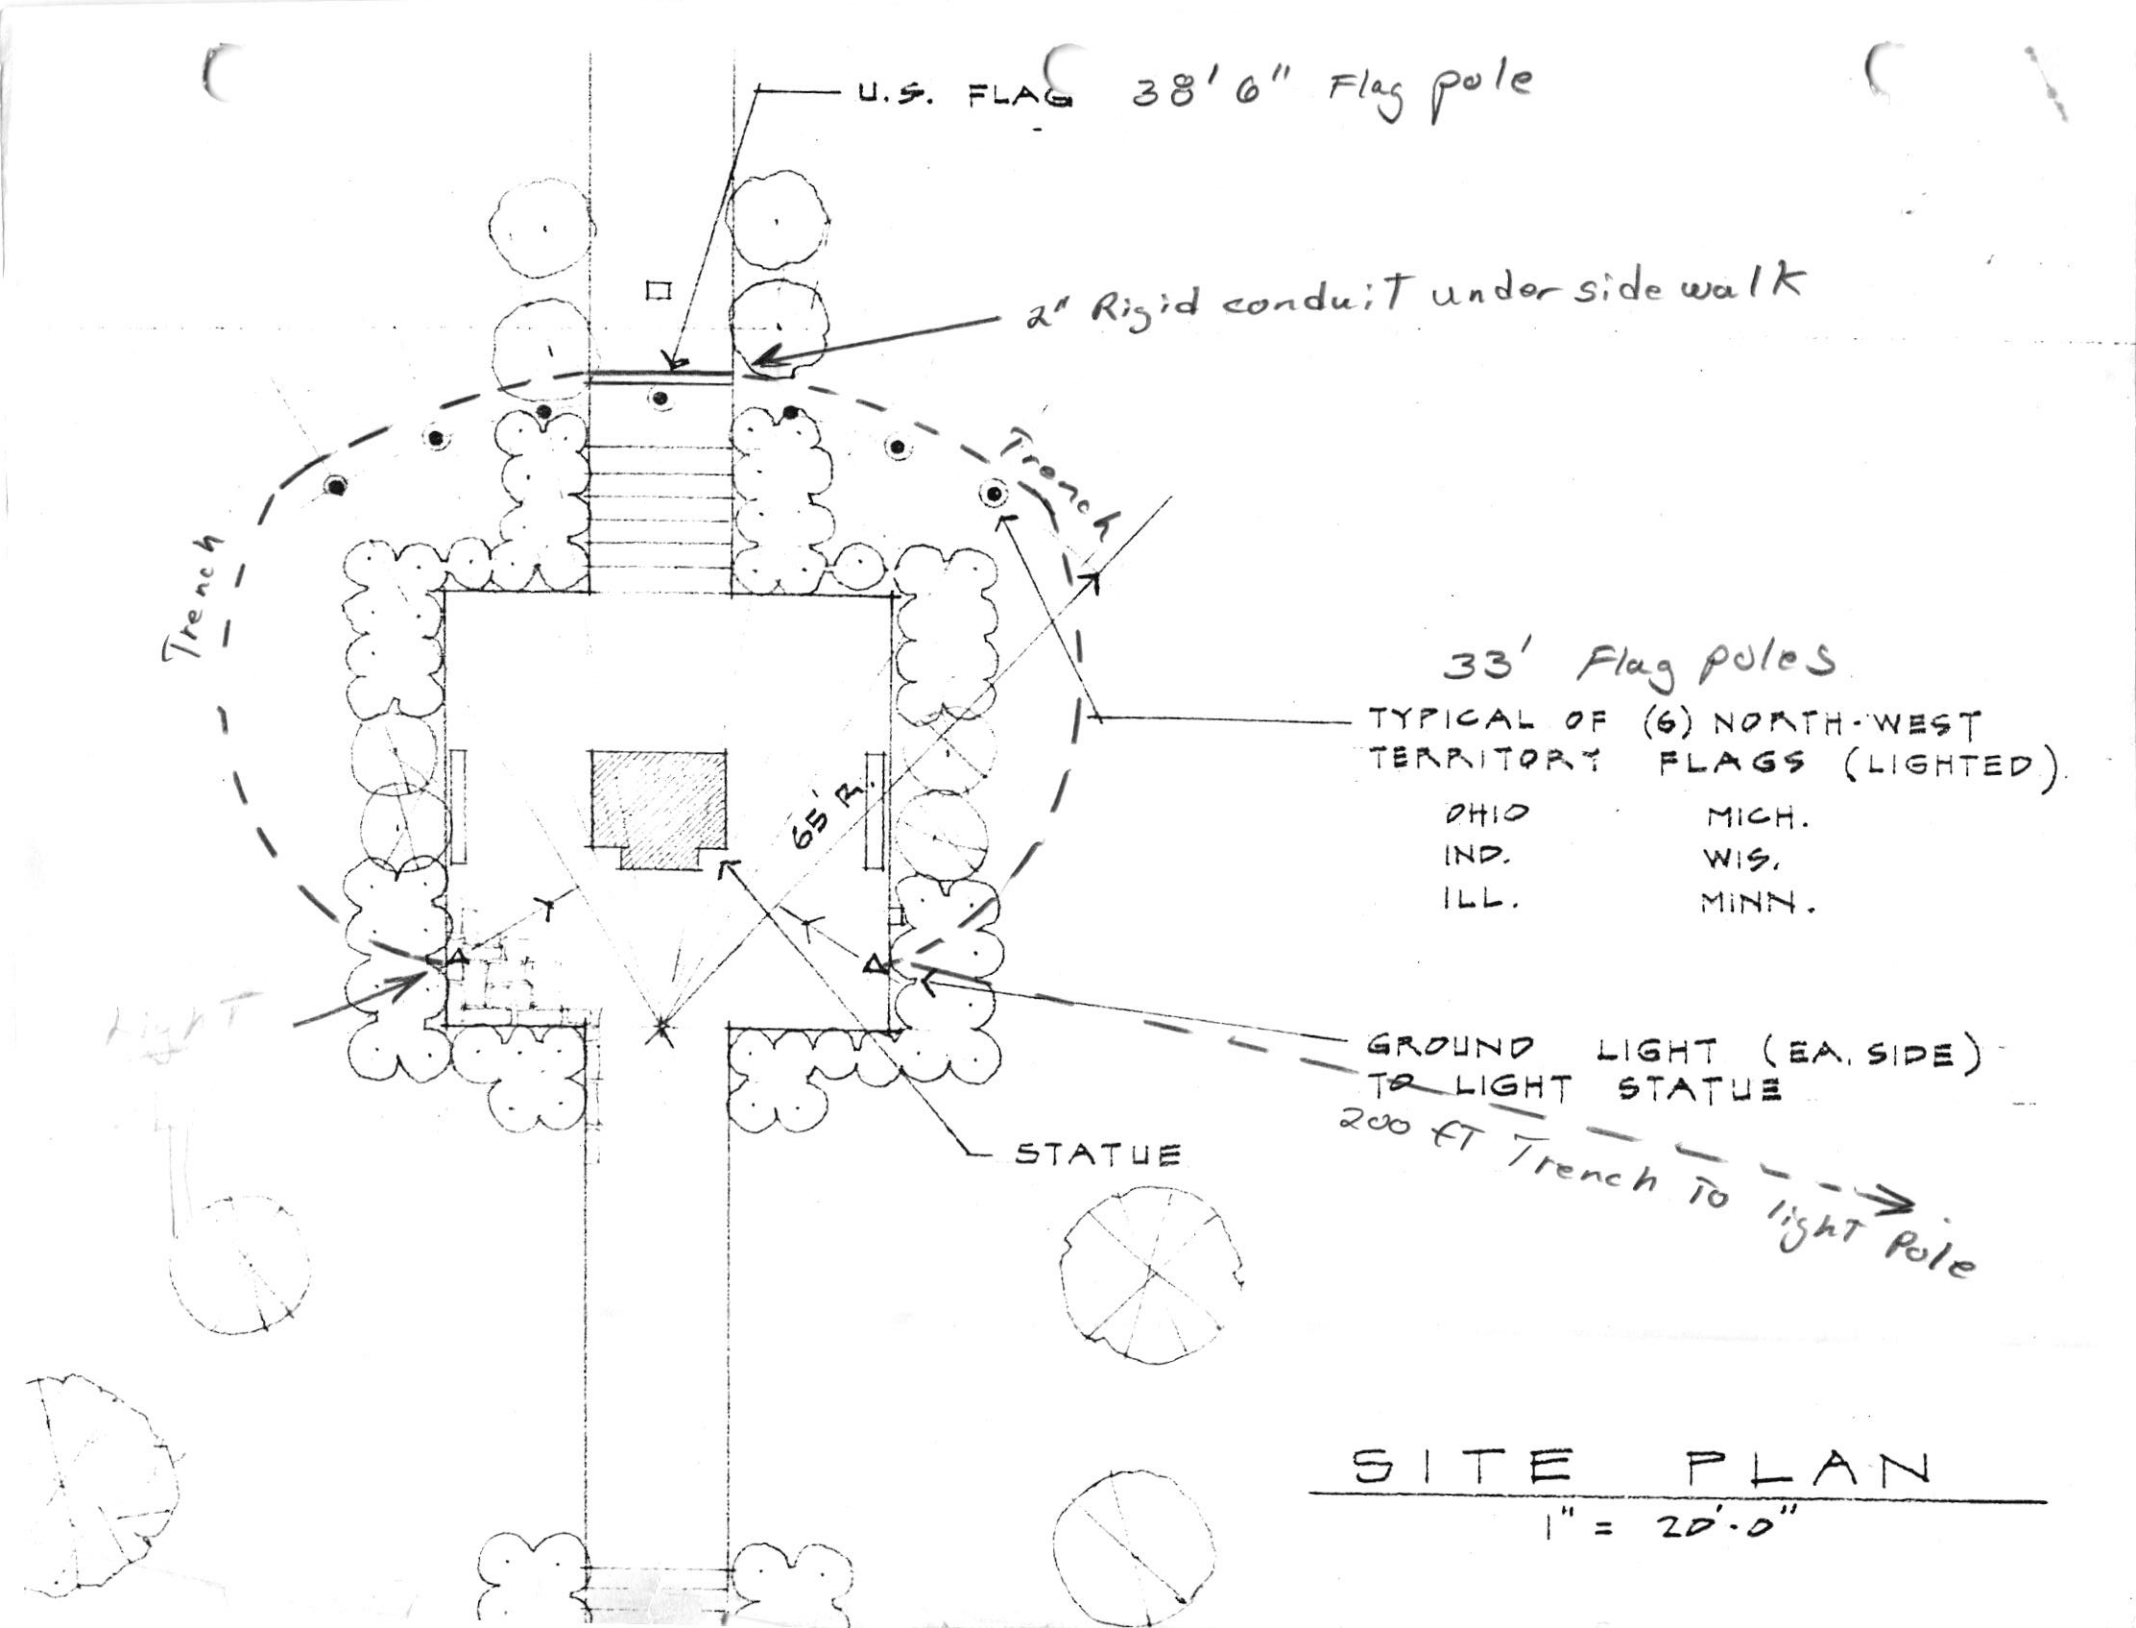 U.S. FLAG 38' 6" Flag pole
2" Rigid conduit under side walk
Trench
Trench
33' Flag poles
TYPICAL OF (6) NORTH-WEST
TERRITORY FLAGS (LIGHTED)
OHIO MICH.
IND. WIS.
ILL. MINN.
65' R.
Light
GROUND LIGHT (EA. SIDE)
TO LIGHT STATUE
200 FT Trench To light Pole
STATUE
SITE PLAN
1" = 20'-0"